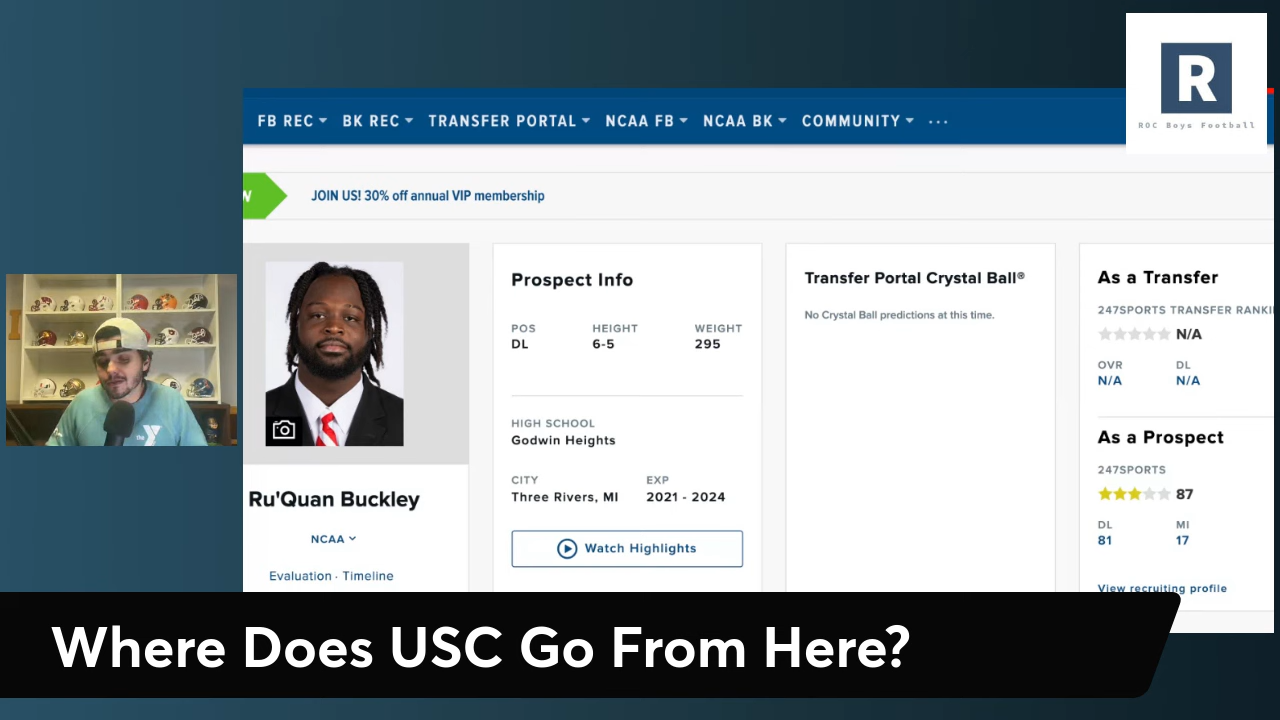 R
ROC Boys Football
FB REC BK REC TRANSFER PORTAL NCAA FB NCAA BK COMMUNITY ...
W JOIN US! 30% off annual VIP membership
Ru'Quan Buckley
NCAA
Evaluation · Timeline
Prospect Info
POS HEIGHT WEIGHT
DL 6-5 295
HIGH SCHOOL
Godwin Heights
CITY EXP
Three Rivers, MI 2021 - 2024
Watch Highlights
Transfer Portal Crystal Ball®
No Crystal Ball predictions at this time.
As a Transfer
247SPORTS TRANSFER RANKI
N/A
OVR DL
N/A N/A
As a Prospect
247SPORTS
87
DL MI
81 17
View recruiting profile
Where Does USC Go From Here?